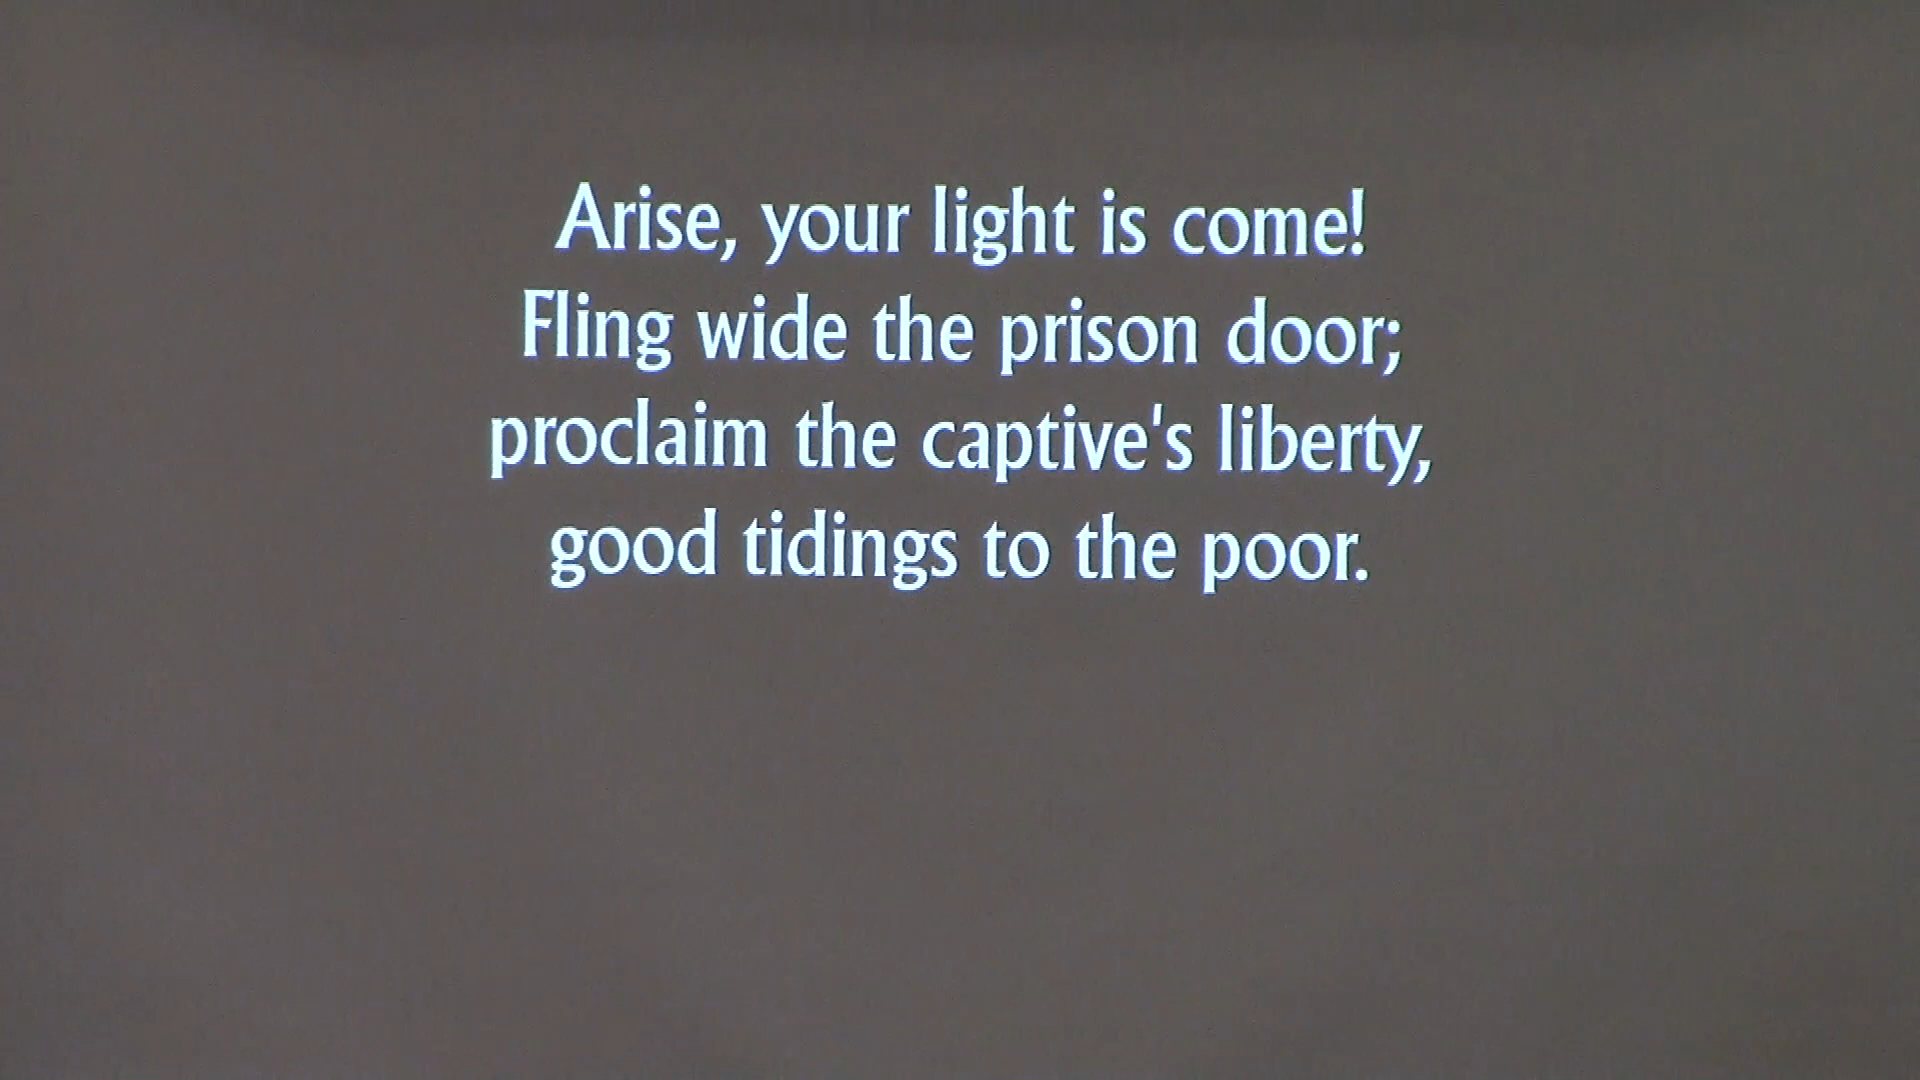 Arise, your light is come!
Fling wide the prison door;
proclaim the captive's liberty,
good tidings to the poor.